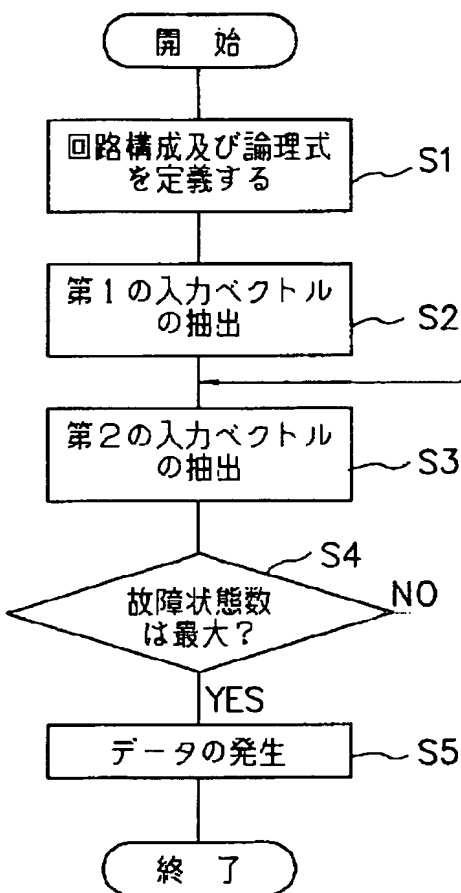 開 始
回路構成及び論理式
を定義する
S1
第1の入力ベクトル
の抽出
S2
第2の入力ベクトル
の抽出
S3
S4
故障状態数
は最大?
NO
YES
データの発生
S5
終 了